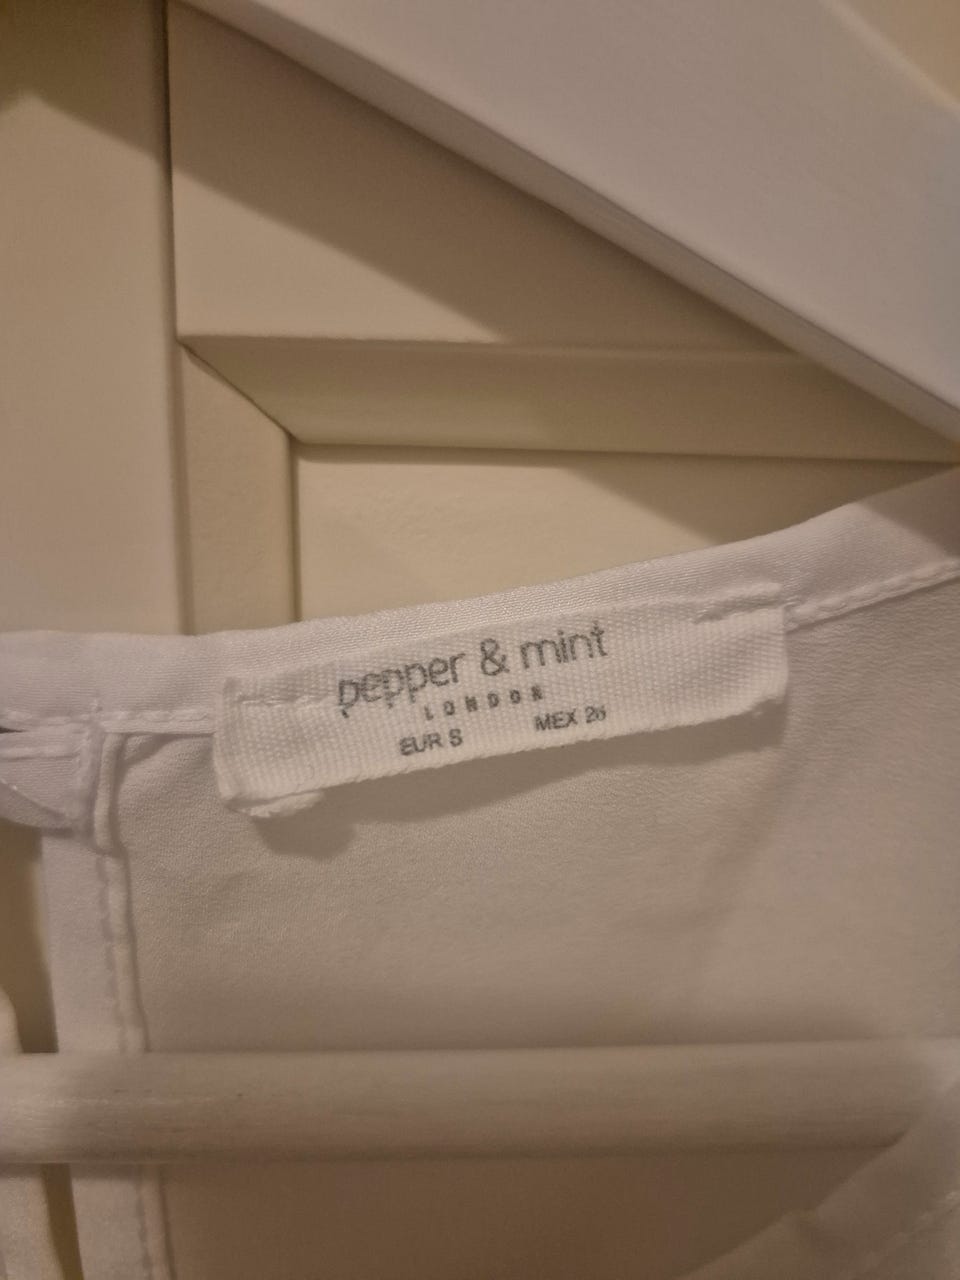 pepper & mint
LONDON
EUR S MEX 26